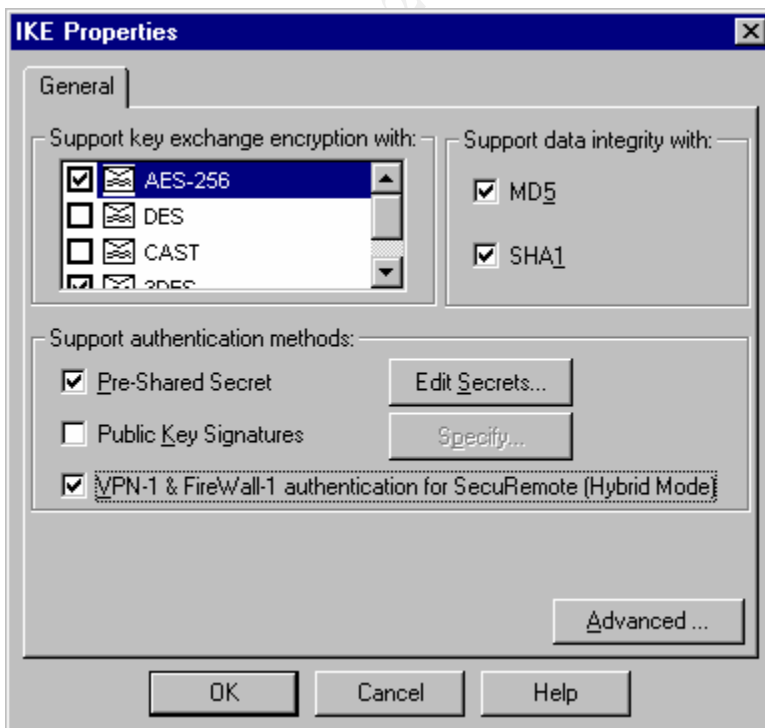 IKE Properties
General
Support key exchange encryption with:
AES-256
DES
CAST
3DES
Support data integrity with:
MD5
SHA1
Support authentication methods:
Pre-Shared Secret
Edit Secrets...
Public Key Signatures
Specify...
VPN-1 & FireWall-1 authentication for SecuRemote (Hybrid Mode)
Advanced ...
OK
Cancel
Help